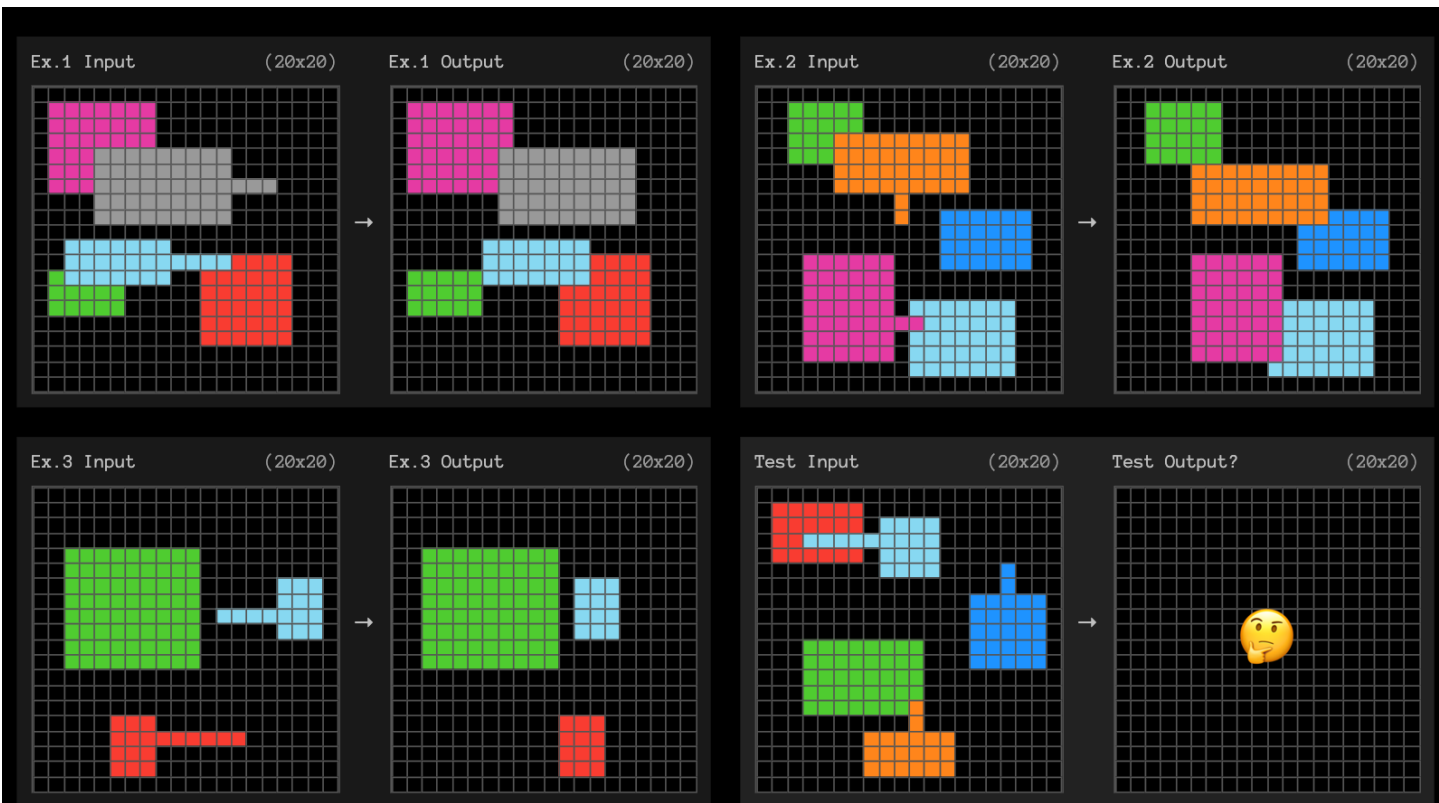 Ex.1 Input (20x20)
Ex.1 Output (20x20)
Ex.2 Input (20x20)
Ex.2 Output (20x20)
→
→
Ex.3 Input (20x20)
Ex.3 Output (20x20)
Test Input (20x20)
Test Output? (20x20)
→
→